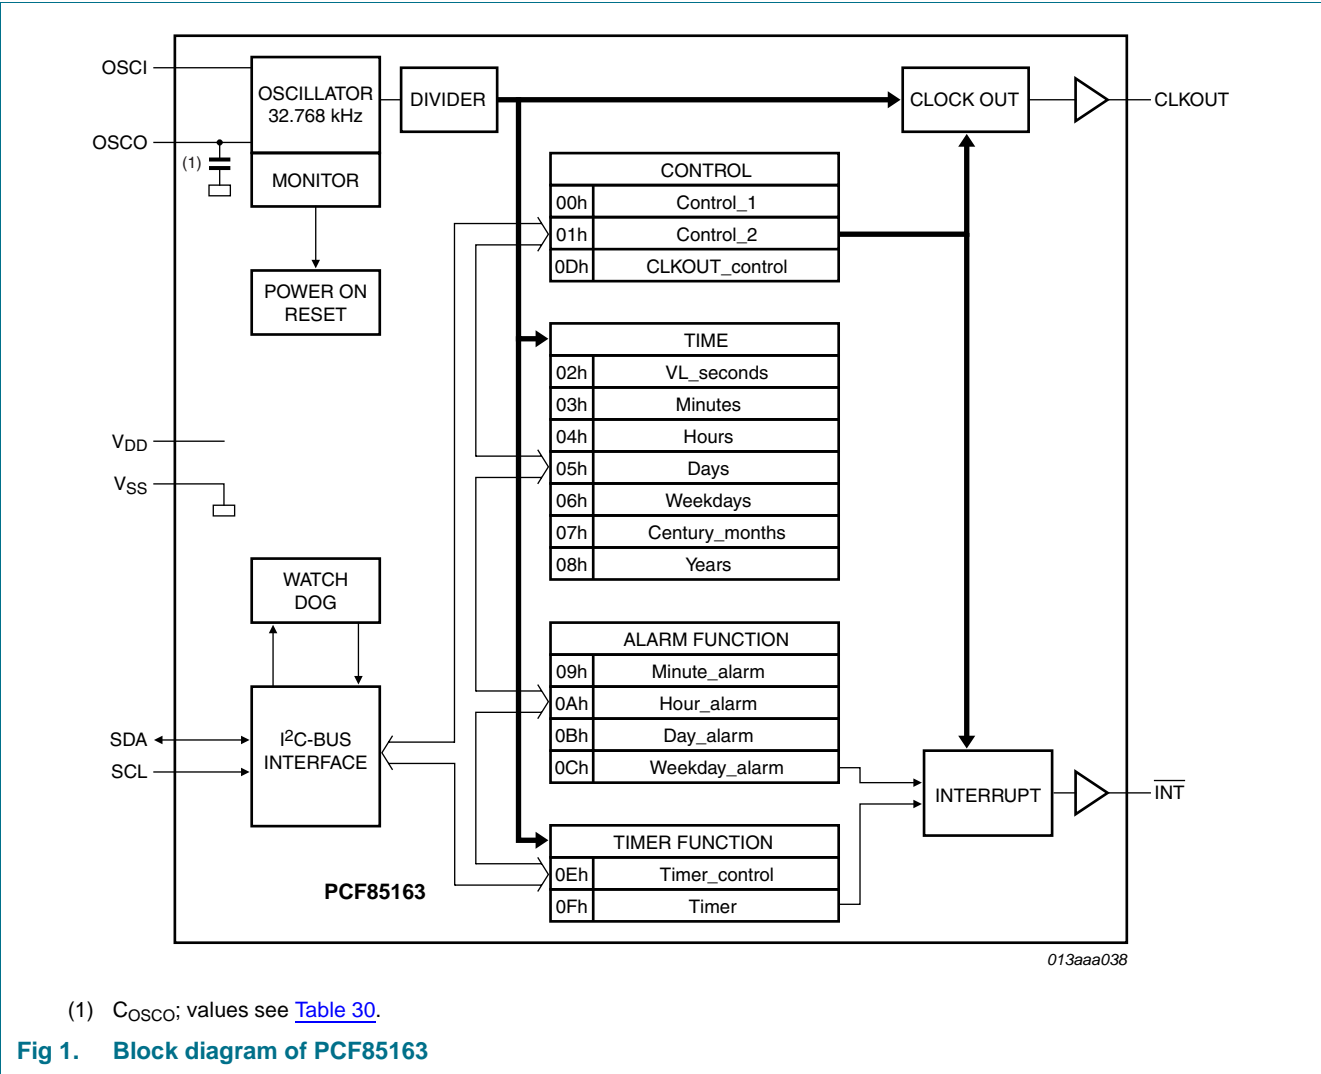 OSCI
OSCO
(1)
OSCILLATOR
32.768 kHz
MONITOR
DIVIDER
CLOCK OUT
CLKOUT
POWER ON
RESET
CONTROL
00h Control_1
01h Control_2
0Dh CLKOUT_control
TIME
02h VL_seconds
03h Minutes
04h Hours
05h Days
06h Weekdays
07h Century_months
08h Years
VDD
VSS
WATCH
DOG
ALARM FUNCTION
09h Minute_alarm
0Ah Hour_alarm
0Bh Day_alarm
0Ch Weekday_alarm
SDA
SCL
I2C-BUS
INTERFACE
INTERRUPT
INT
TIMER FUNCTION
0Eh Timer_control
0Fh Timer
PCF85163
013aaa038
(1) COSCO; values see Table 30.
Fig 1. Block diagram of PCF85163